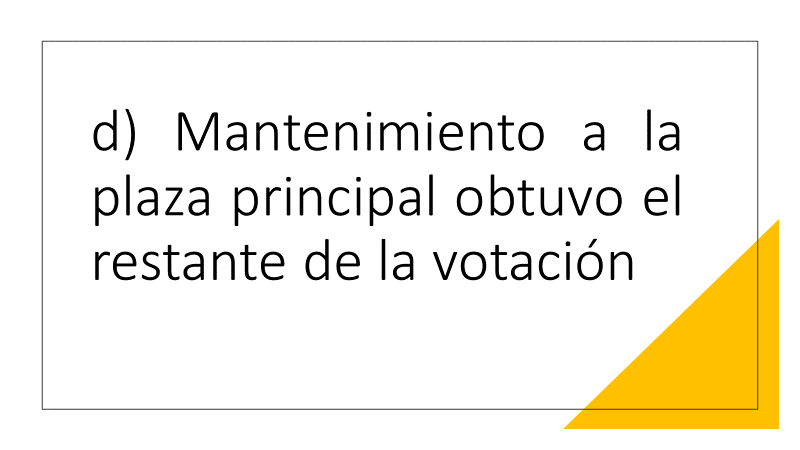 d) Mantenimiento a la
plaza principal obtuvo el
restante de la votación